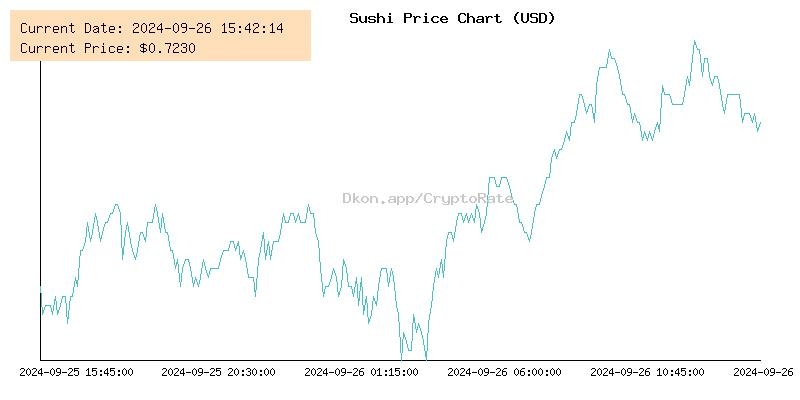 Sushi Price Chart (USD)
Current Date: 2024-09-26 15:42:14
Current Price: $0.7230
Dkon.app/CryptoRate
2024-09-25 15:45:00 2024-09-25 20:30:00 2024-09-26 01:15:00 2024-09-26 06:00:00 2024-09-26 10:45:00 2024-09-26